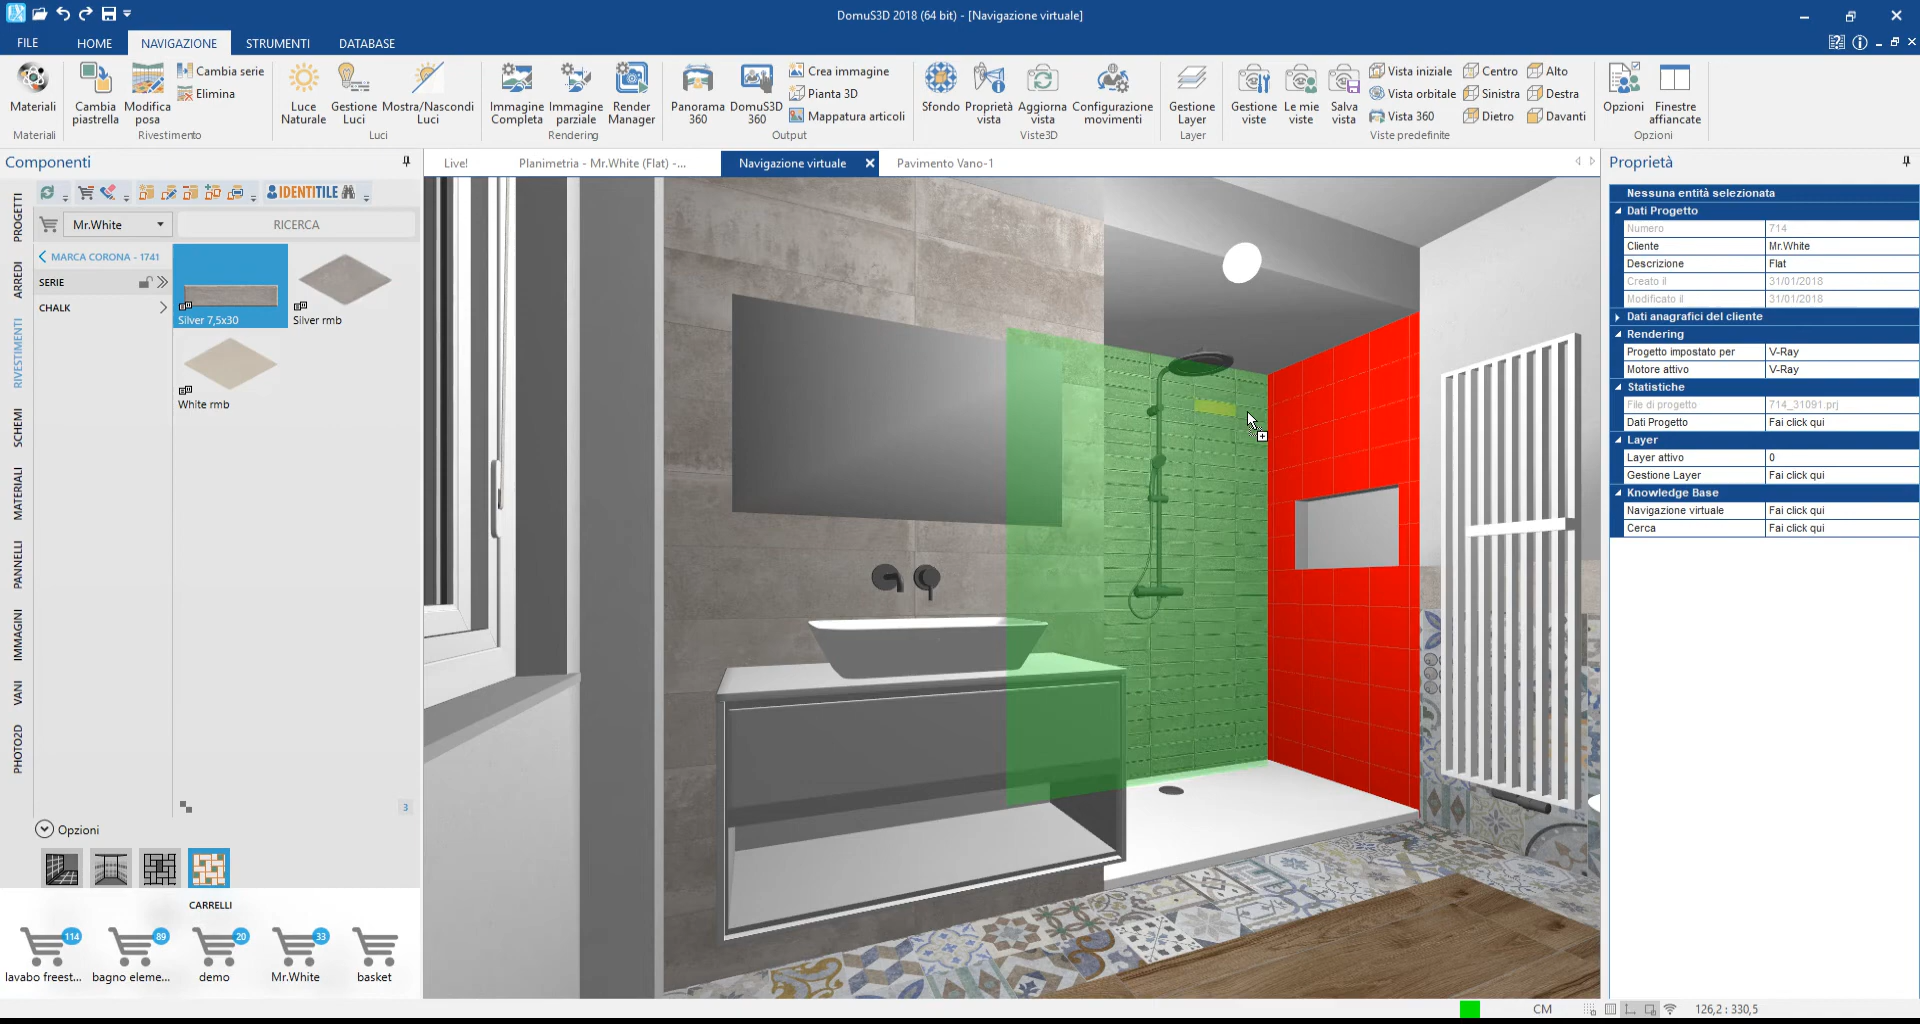 DomuS3D 2018 (64 bit) - [Navigazione virtuale]
FILE
HOME
NAVIGAZIONE
STRUMENTI
DATABASE
Materiali
Materiali
Cambia piastrella
Modifica posa
Cambia serie
Elimina
Rivestimento
Luce Naturale
Gestione Luci
Mostra/Nascondi Luci
Luci
Immagine Completa
Immagine parziale
Render Manager
Rendering
Panorama 360
DomuS3D 360
Crea immagine
Pianta 3D
Mappatura articoli
Output
Sfondo
Proprietà vista
Aggiorna vista
Configurazione movimenti
Viste3D
Gestione Layer
Layer
Gestione viste
Le mie viste
Salva vista
Vista iniziale
Vista orbitale
Vista 360
Centro
Sinistra
Dietro
Alto
Destra
Davanti
Viste predefinite
Opzioni
Finestre affiancate
Opzioni
Componenti
IDENTITILE
Mr.White
RICERCA
MARCA CORONA - 1741
SERIE
CHALK
Silver 7,5x30
Silver rmb
White rmb
3
PROGETTI
ARREDI
RIVESTIMENTI
SCHEMI
MATERIALI
PANNELLI
IMMAGINI
VANI
PHOTO2D
Opzioni
CARRELLI
114
89
20
33
lavabo freest...
bagno eleme...
demo
Mr.White
basket
Live!
Planimetria - Mr.White (Flat) -...
Navigazione virtuale
Pavimento Vano-1
Proprietà
Nessuna entità selezionata
Dati Progetto
Numero 714
Cliente Mr.White
Descrizione Flat
Creato il 31/01/2018
Modificato il 31/01/2018
Dati anagrafici del cliente
Rendering
Progetto impostato per V-Ray
Motore attivo V-Ray
Statistiche
File di progetto 714_31091.prj
Dati Progetto Fai click qui
Layer
Layer attivo 0
Gestione Layer Fai click qui
Knowledge Base
Navigazione virtuale Fai click qui
Cerca Fai click qui
CM
126,2 : 330,5